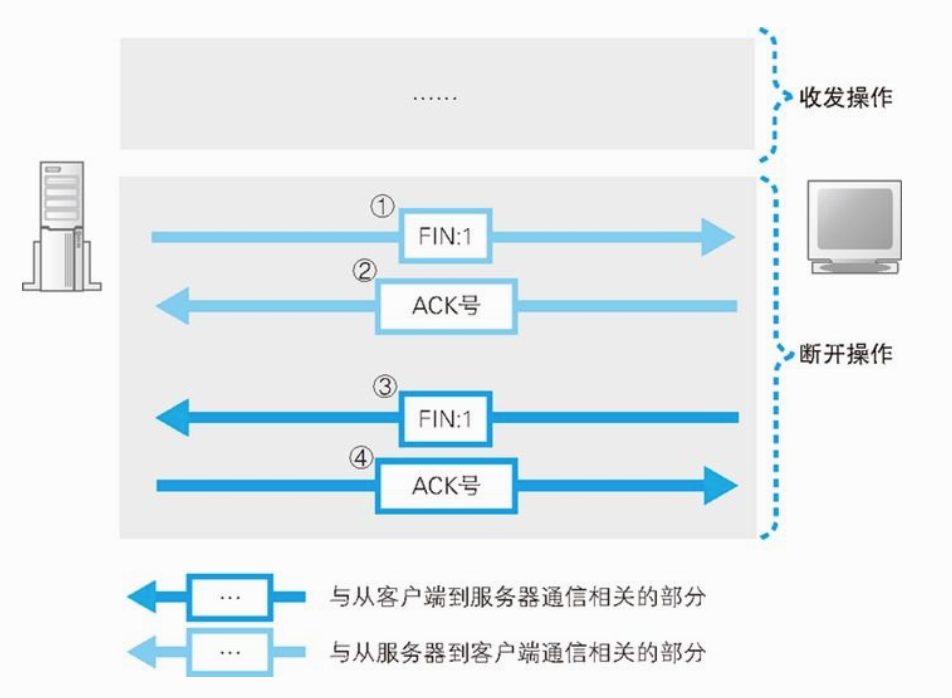 ……
收发操作
①
FIN:1
②
ACK号
断开操作
③
FIN:1
④
ACK号
… 与从客户端到服务器通信相关的部分
… 与从服务器到客户端通信相关的部分